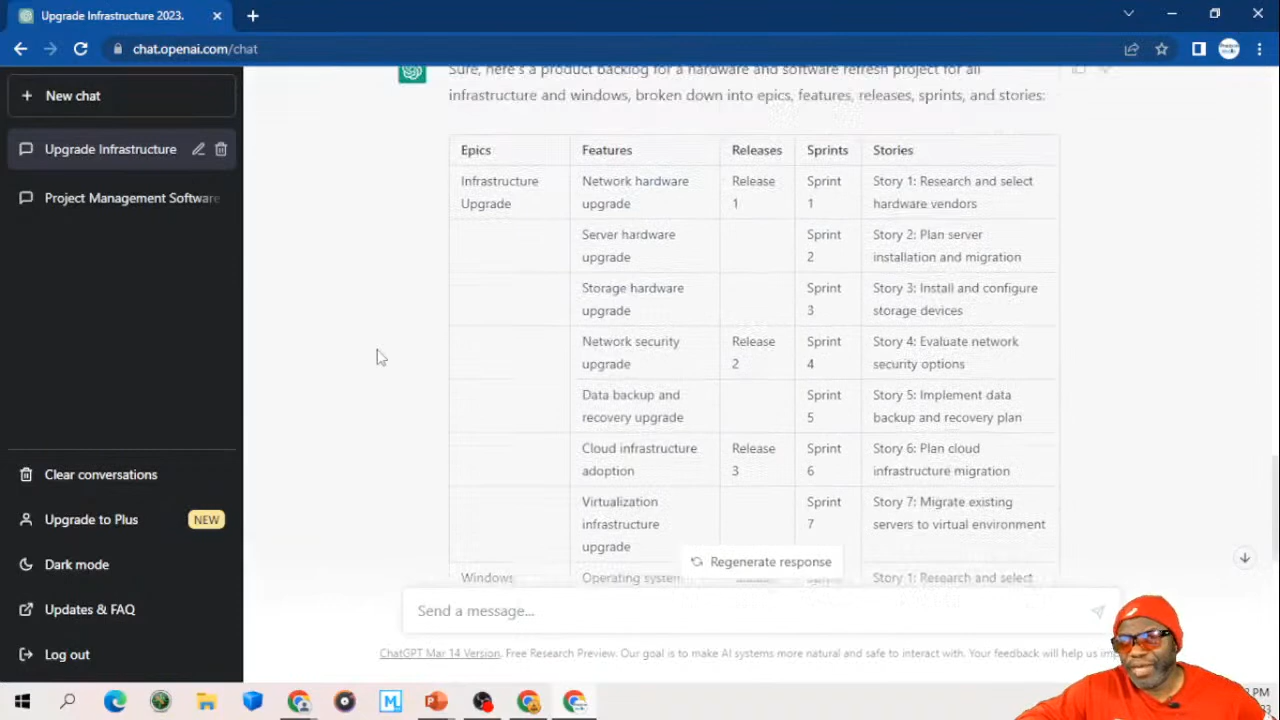 Upgrade Infrastructure 2023.
chat.openai.com/chat
New chat
Upgrade Infrastructure
Project Management Software
Clear conversations
Upgrade to Plus NEW
Dark mode
Updates & FAQ
Log out
Sure, here's a product backlog for a hardware and software refresh project for all
infrastructure and windows, broken down into epics, features, releases, sprints, and stories:
Epics Features Releases Sprints Stories
Infrastructure Network hardware Release Sprint Story 1: Research and select
Upgrade upgrade 1 1 hardware vendors
Server hardware Sprint Story 2: Plan server
upgrade 2 installation and migration
Storage hardware Sprint Story 3: Install and configure
upgrade 3 storage devices
Network security Release Sprint Story 4: Evaluate network
upgrade 2 4 security options
Data backup and Sprint Story 5: Implement data
recovery upgrade 5 backup and recovery plan
Cloud infrastructure Release Sprint Story 6: Plan cloud
adoption 3 6 infrastructure migration
Virtualization Sprint Story 7: Migrate existing
infrastructure 7 servers to virtual environment
upgrade
Windows Operating system Story 1: Research and select
Regenerate response
Send a message...
ChatGPT Mar 14 Version. Free Research Preview. Our goal is to make AI systems more natural and safe to interact with. Your feedback will help us
PM